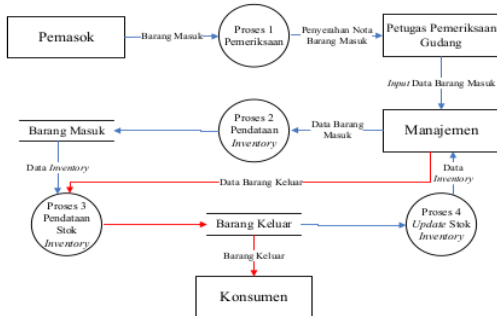 Pemasok
Barang Masuk
Proses 1
Pemeriksaan
Penyerahan Nota
Barang Masuk
Petugas Pemeriksaan
Gudang
Input Data Barang Masuk
Barang Masuk
Proses 2
Pendataan
Inventory
Data Barang
Masuk
Manajemen
Data Inventory
Data Barang Keluar
Data
Inventory
Proses 3
Pendataan
Stok
Inventory
Barang Keluar
Proses 4
Update Stok
Inventory
Barang Keluar
Konsumen